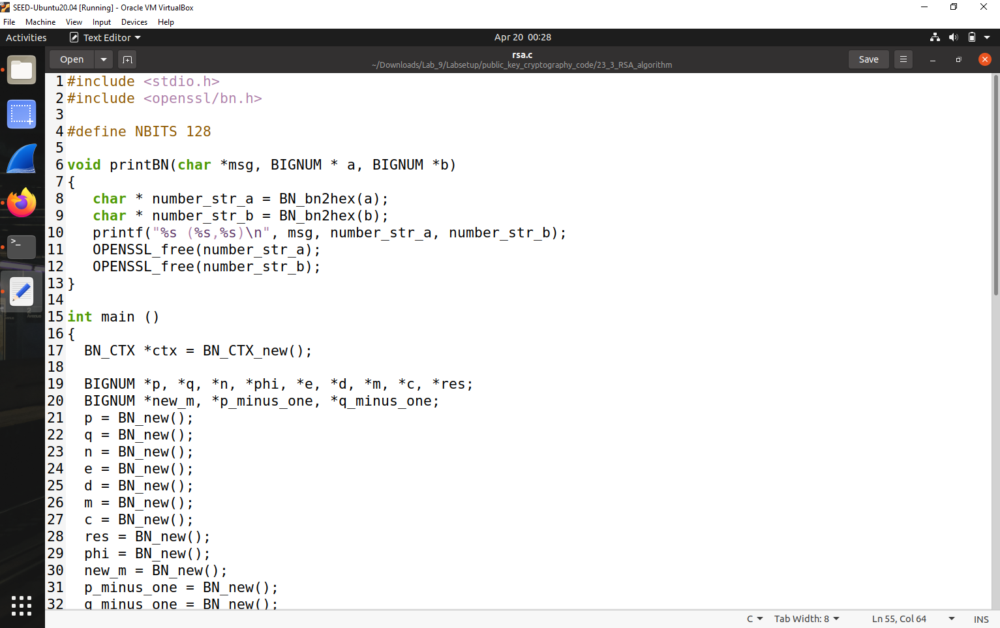 SEED-Ubuntu20.04 [Running] - Oracle VM VirtualBox
File Machine View Input Devices Help
Activities Text Editor Apr 20 00:28
Open rsa.c Save
~/Downloads/Lab_9/Labsetup/public_key_cryptography_code/23_3_RSA_algorithm
1 #include <stdio.h>
2 #include <openssl/bn.h>
3
4 #define NBITS 128
5
6 void printBN(char *msg, BIGNUM * a, BIGNUM *b)
7 {
8    char * number_str_a = BN_bn2hex(a);
9    char * number_str_b = BN_bn2hex(b);
10    printf("%s (%s,%s)\n", msg, number_str_a, number_str_b);
11    OPENSSL_free(number_str_a);
12    OPENSSL_free(number_str_b);
13 }
14
15 int main ()
16 {
17   BN_CTX *ctx = BN_CTX_new();
18
19   BIGNUM *p, *q, *n, *phi, *e, *d, *m, *c, *res;
20   BIGNUM *new_m, *p_minus_one, *q_minus_one;
21   p = BN_new();
22   q = BN_new();
23   n = BN_new();
24   e = BN_new();
25   d = BN_new();
26   m = BN_new();
27   c = BN_new();
28   res = BN_new();
29   phi = BN_new();
30   new_m = BN_new();
31   p_minus_one = BN_new();
32   q_minus_one = BN_new();
C Tab Width: 8 Ln 55, Col 64 INS